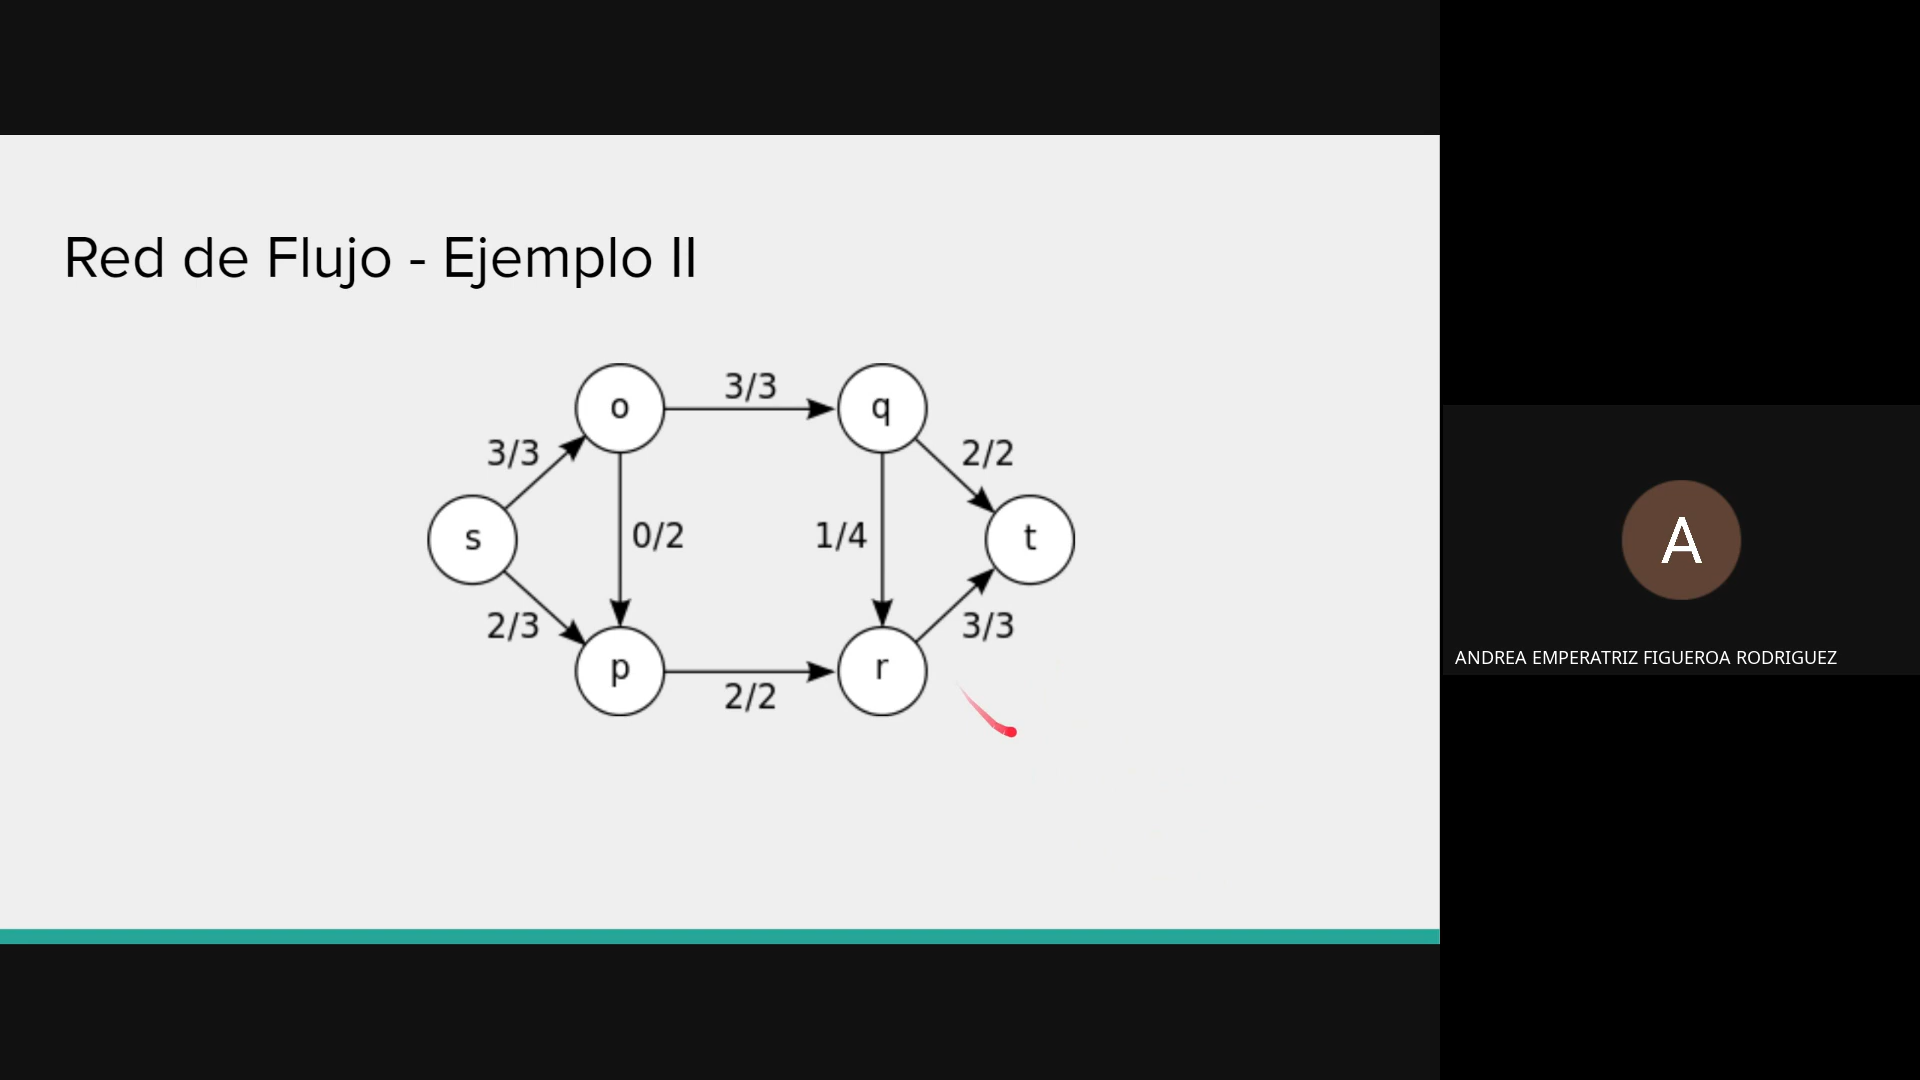 Red de Flujo - Ejemplo II
3/3
o
q
3/3
2/2
s
0/2
1/4
t
2/3
3/3
p
r
2/2
A
ANDREA EMPERATRIZ FIGUEROA RODRIGUEZ